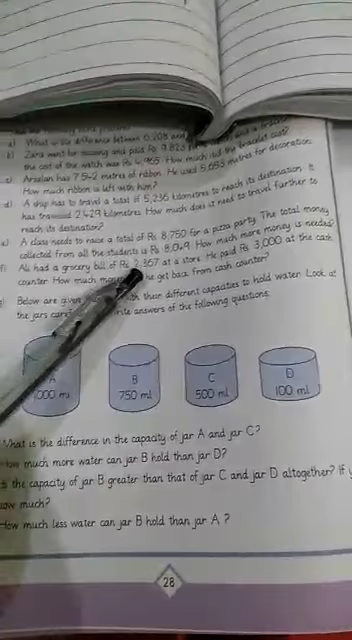 a) What is the difference between 6,208 and
b) Zara went for shopping and paid Rs 9,825 and a bracelet
the cost of the watch was Rs 4,965. How much did the bracelet cost?
c) Arsalan has 7,542 metres of ribbon. He used 5,695 metres for decoration.
How much ribbon is left with him?
d) A ship has to travel a total of 5,236 kilometres to reach its destination. It
has travelled 2,429 kilometres. How much does it need to travel further to
reach its destination?
e) A class needs to raise a total of Rs 8,750 for a pizza party. The total money
collected from all the students is Rs 8,049. How much more money is needed?
f) Ali had a grocery bill of Rs 2,367 at a store. He paid Rs 3,000 at the cash
counter. How much he get back from cash counter?
Below are given with their different capacities to hold water. Look at
the jars answers of the following questions.
A B C D
000 ml 750 ml 500 ml 100 ml
What is the difference in the capacity of jar A and jar C?
How much more water can jar B hold than jar D?
the capacity of jar B greater than that of jar C and jar D altogether? If
how much?
How much less water can jar B hold than jar A ?
28